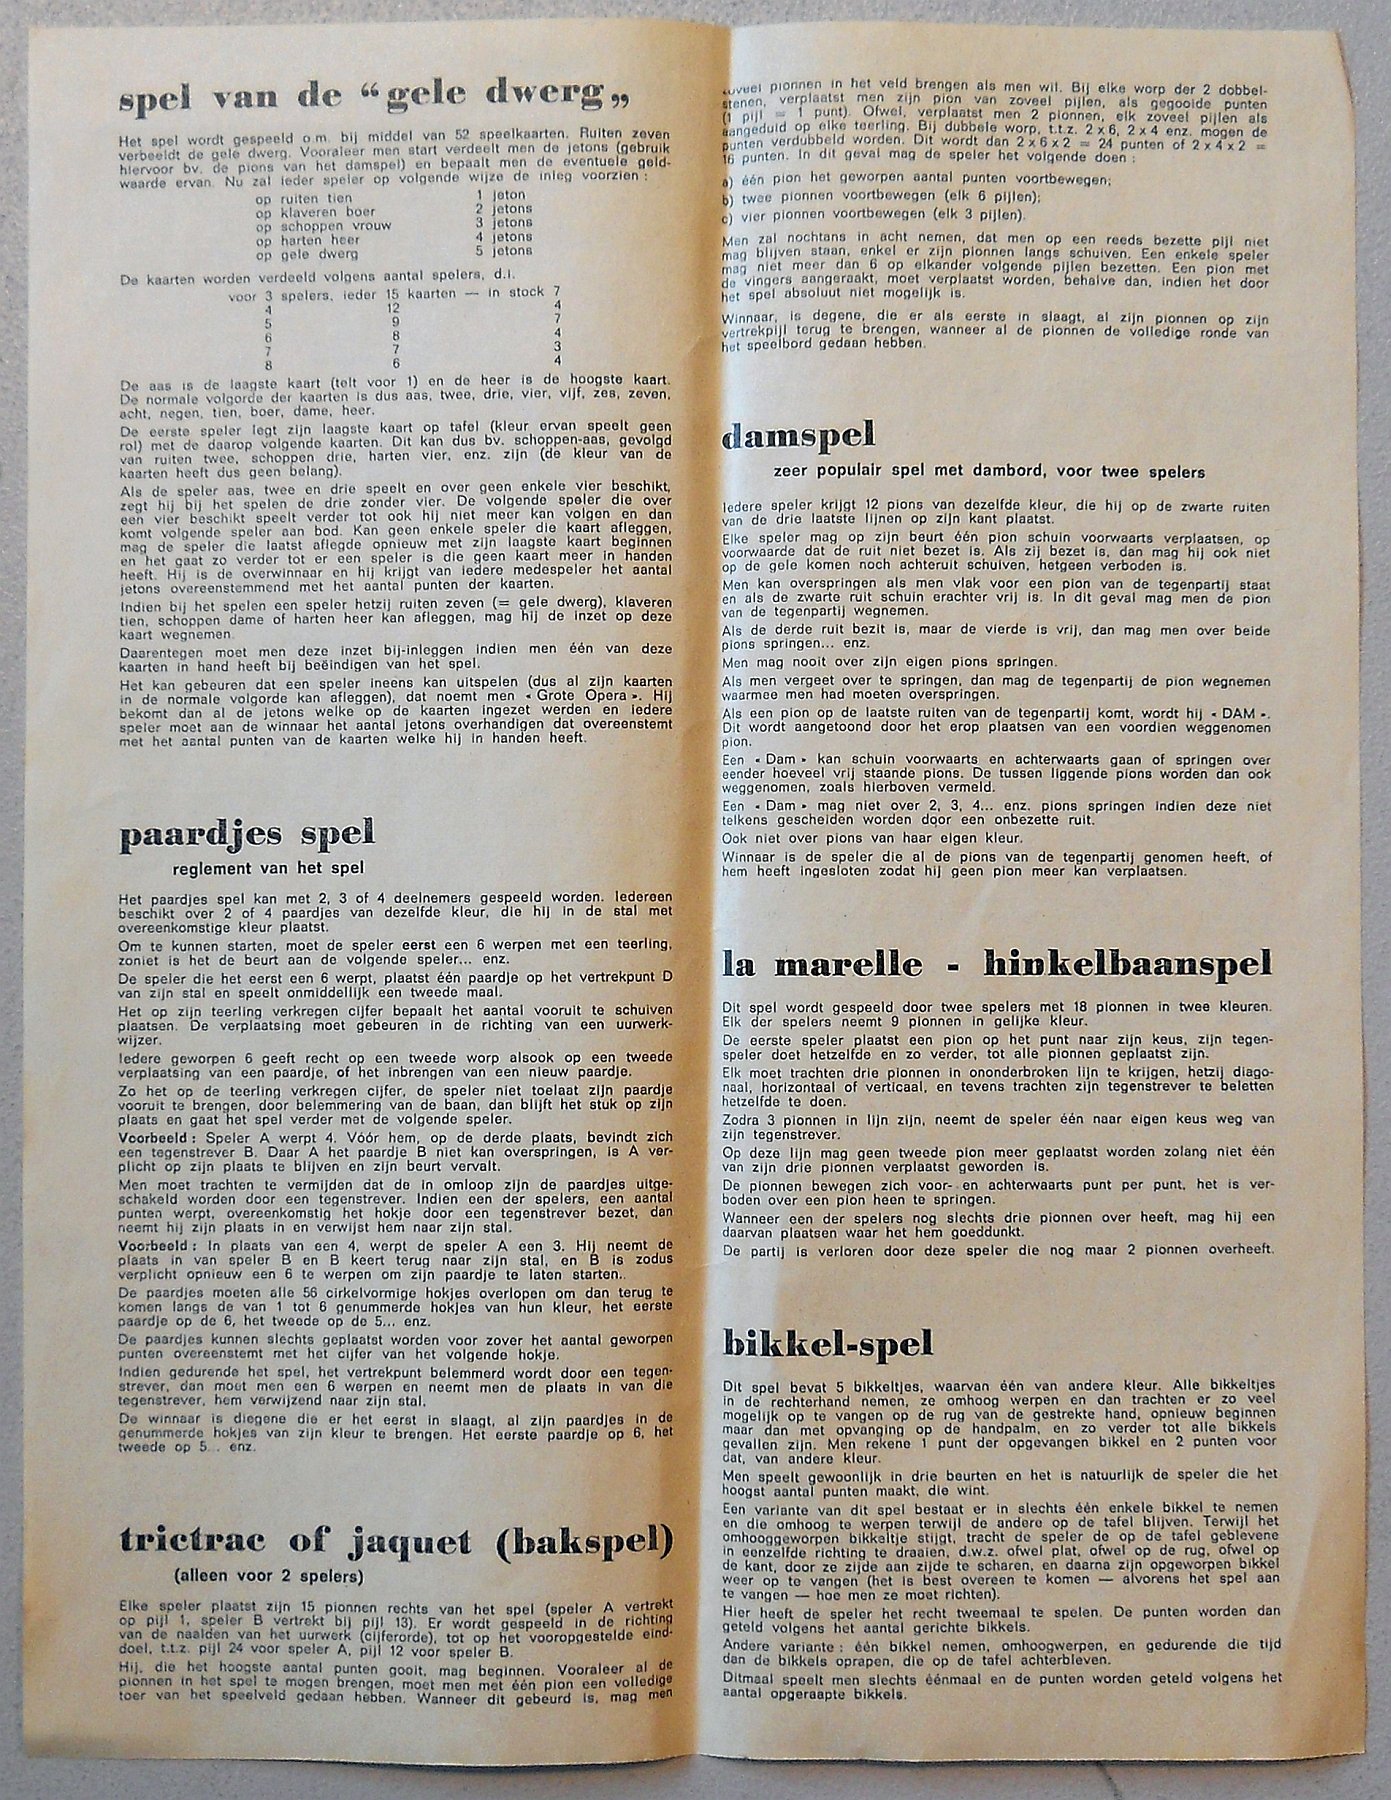 spel van de “gele dwerg„
Het spel wordt gespeeld o.m. bij middel van 52 speelkaarten. Ruiten zeven
verbeeldt de gele dwerg. Vooraleer men start verdeelt men de jetons (gebruik
hiervoor bv. de pions van het damspel) en bepaalt men de eventuele geld-
waarde ervan. Nu zal ieder speler op volgende wijze de inleg voorzien :
op ruiten tien 1 jeton
op klaveren boer 2 jetons
op schoppen vrouw 3 jetons
op harten heer 4 jetons
op gele dwerg 5 jetons
De kaarten worden verdeeld volgens aantal spelers, d.i.
voor 3 spelers, ieder 15 kaarten — in stock 7
4 12 4
5 9 7
6 8 4
7 7 3
8 6 4
De aas is de laagste kaart (telt voor 1) en de heer is de hoogste kaart.
De normale volgorde der kaarten is dus aas, twee, drie, vier, vijf, zes, zeven,
acht, negen, tien, boer, dame, heer.
De eerste speler legt zijn laagste kaart op tafel (kleur ervan speelt geen
rol) met de daarop volgende kaarten. Dit kan dus bv. schoppen-aas, gevolgd
van ruiten twee, schoppen drie, harten vier, enz. zijn (de kleur van de
kaarten heeft dus geen belang).
Als de speler aas, twee en drie speelt en over geen enkele vier beschikt,
zegt hij bij het spelen de drie zonder vier. De volgende speler die over
een vier beschikt speelt verder tot ook hij niet meer kan volgen en dan
komt volgende speler aan bod. Kan geen enkele speler die kaart afleggen,
mag de speler die laatst aflegde opnieuw met zijn laagste kaart beginnen
en het gaat zo verder tot er een speler is die geen kaart meer in handen
heeft. Hij is de overwinnaar en hij krijgt van iedere medespeler het aantal
jetons overeenstemmend met het aantal punten der kaarten.
Indien bij het spelen een speler hetzij ruiten zeven (= gele dwerg), klaveren
tien, schoppen dame of harten heer kan afleggen, mag hij de inzet op deze
kaart wegnemen.
Daarentegen moet men deze inzet bij-inleggen indien men één van deze
kaarten in hand heeft bij beëindigen van het spel.
Het kan gebeuren dat een speler ineens kan uitspelen (dus al zijn kaarten
in de normale volgorde kan afleggen), dat noemt men « Grote Opera ». Hij
bekomt dan al de jetons welke op de kaarten ingezet werden en iedere
speler moet aan de winnaar het aantal jetons overhandigen dat overeenstemt
met het aantal punten van de kaarten welke hij in handen heeft.
paardjes spel
reglement van het spel
Het paardjes spel kan met 2, 3 of 4 deelnemers gespeeld worden. Iedereen
beschikt over 2 of 4 paardjes van dezelfde kleur, die hij in de stal met
overeenkomstige kleur plaatst.
Om te kunnen starten, moet de speler eerst een 6 werpen met een teerling,
zoniet is het de beurt aan de volgende speler... enz.
De speler die het eerst een 6 werpt, plaatst één paardje op het vertrekpunt D
van zijn stal en speelt onmiddellijk een tweede maal.
Het op zijn teerling verkregen cijfer bepaalt het aantal vooruit te schuiven
plaatsen. De verplaatsing moet gebeuren in de richting van een uurwerk-
wijzer.
Iedere geworpen 6 geeft recht op een tweede worp alsook op een tweede
verplaatsing van een paardje, of het inbrengen van een nieuw paardje.
Zo het op de teerling verkregen cijfer, de speler niet toelaat zijn paardje
vooruit te brengen, door belemmering van de baan, dan blijft het stuk op zijn
plaats en gaat het spel verder met de volgende speler.
Voorbeeld : Speler A werpt 4. Vóór hem, op de derde plaats, bevindt zich
een tegenstrever B. Daar A het paardje B niet kan overspringen, is A ver-
plicht op zijn plaats te blijven en zijn beurt vervalt.
Men moet trachten te vermijden dat de in omloop zijn de paardjes uitge-
schakeld worden door een tegenstrever. Indien een der spelers, een aantal
punten werpt, overeenkomstig het hokje door een tegenstrever bezet, dan
neemt hij zijn plaats in en verwijst hem naar zijn stal.
Voorbeeld : In plaats van een 4, werpt de speler A een 3. Hij neemt de
plaats in van speler B en B keert terug naar zijn stal, en B is zodus
verplicht opnieuw een 6 te werpen om zijn paardje te laten starten..
De paardjes moeten alle 56 cirkelvormige hokjes overlopen om dan terug te
komen langs de van 1 tot 6 genummerde hokjes van hun kleur, het eerste
paardje op de 6, het tweede op de 5... enz.
De paardjes kunnen slechts geplaatst worden voor zover het aantal geworpen
punten overeenstemt met het cijfer van het volgende hokje.
Indien gedurende het spel, het vertrekpunt belemmerd wordt door een tegen-
strever, dan moet men een 6 werpen en neemt men de plaats in van die
tegenstrever, hem verwijzend naar zijn stal.
De winnaar is diegene die er het eerst in slaagt, al zijn paardjes in de
genummerde hokjes van zijn kleur te brengen. Het eerste paardje op 6, het
tweede op 5... enz.
trictrac of jaquet (bakspel)
(alleen voor 2 spelers)
Elke speler plaatst zijn 15 pionnen rechts van het spel (speler A vertrekt
op pijl 1, speler B vertrekt bij pijl 13). Er wordt gespeeld in de richting
van de naalden van het uurwerk (cijferorde), tot op het vooropgestelde eind-
doel, t.t.z. pijl 24 voor speler A, pijl 12 voor speler B.
Hij, die het hoogste aantal punten gooit, mag beginnen. Vooraleer al de
pionnen in het spel te mogen brengen, moet men met één pion een volledige
toer van het speelveld gedaan hebben. Wanneer dit gebeurd is, mag men
zoveel pionnen in het veld brengen als men wil. Bij elke worp der 2 dobbel-
stenen, verplaatst men zijn pion van zoveel pijlen, als gegooide punten
(1 pijl = 1 punt). Ofwel, verplaatst men 2 pionnen, elk zoveel pijlen als
aangeduid op elke teerling. Bij dubbele worp, t.t.z. 2 x 6, 2 x 4 enz. mogen de
punten verdubbeld worden. Dit wordt dan 2 x 6 x 2 = 24 punten of 2 x 4 x 2 =
16 punten. In dit geval mag de speler het volgende doen :
a) één pion het geworpen aantal punten voortbewegen;
b) twee pionnen voortbewegen (elk 6 pijlen);
c) vier pionnen voortbewegen (elk 3 pijlen).
Men zal nochtans in acht nemen, dat men op een reeds bezette pijl niet
mag blijven staan, enkel er zijn pionnen langs schuiven. Een enkele speler
mag niet meer dan 6 op elkander volgende pijlen bezetten. Een pion met
de vingers aangeraakt, moet verplaatst worden, behalve dan, indien het door
het spel absoluut niet mogelijk is.
Winnaar, is degene, die er als eerste in slaagt, al zijn pionnen op zijn
vertrekpijl terug te brengen, wanneer al de pionnen de volledige ronde van
het speelbord gedaan hebben.
damspel
zeer populair spel met dambord, voor twee spelers
Iedere speler krijgt 12 pions van dezelfde kleur, die hij op de zwarte ruiten
van de drie laatste lijnen op zijn kant plaatst.
Elke speler mag op zijn beurt één pion schuin voorwaarts verplaatsen, op
voorwaarde dat de ruit niet bezet is. Als zij bezet is, dan mag hij ook niet
op de gele komen noch achteruit schuiven, hetgeen verboden is.
Men kan overspringen als men vlak voor een pion van de tegenpartij staat
en als de zwarte ruit schuin erachter vrij is. In dit geval mag men de pion
van de tegenpartij wegnemen.
Als de derde ruit bezit is, maar de vierde is vrij, dan mag men over beide
pions springen... enz.
Men mag nooit over zijn eigen pions springen.
Als men vergeet over te springen, dan mag de tegenpartij de pion wegnemen
waarmee men had moeten overspringen.
Als een pion op de laatste ruiten van de tegenpartij komt, wordt hij « DAM ».
Dit wordt aangetoond door het erop plaatsen van een voordien weggenomen
pion.
Een « Dam » kan schuin voorwaarts en achterwaarts gaan of springen over
eender hoeveel vrij staande pions. De tussen liggende pions worden dan ook
weggenomen, zoals hierboven vermeld.
Een « Dam » mag niet over 2, 3, 4... enz. pions springen indien deze niet
telkens gescheiden worden door een onbezette ruit.
Ook niet over pions van haar eigen kleur.
Winnaar is de speler die al de pions van de tegenpartij genomen heeft, of
hem heeft ingesloten zodat hij geen pion meer kan verplaatsen.
la marelle - hinkelbaanspel
Dit spel wordt gespeeld door twee spelers met 18 pionnen in twee kleuren.
Elk der spelers neemt 9 pionnen in gelijke kleur.
De eerste speler plaatst een pion op het punt naar zijn keus, zijn tegen-
speler doet hetzelfde en zo verder, tot alle pionnen geplaatst zijn.
Elk moet trachten drie pionnen in ononderbroken lijn te krijgen, hetzij diago-
naal, horizontaal of verticaal, en tevens trachten zijn tegenstrever te beletten
hetzelfde te doen.
Zodra 3 pionnen in lijn zijn, neemt de speler één naar eigen keus weg van
zijn tegenstrever.
Op deze lijn mag geen tweede pion meer geplaatst worden zolang niet één
van zijn drie pionnen verplaatst geworden is.
De pionnen bewegen zich voor- en achterwaarts punt per punt, het is ver-
boden over een pion heen te springen.
Wanneer een der spelers nog slechts drie pionnen over heeft, mag hij een
daarvan plaatsen waar het hem goeddunkt.
De partij is verloren door deze speler die nog maar 2 pionnen overheeft.
bikkel-spel
Dit spel bevat 5 bikkeltjes, waarvan één van andere kleur. Alle bikkeltjes
in de rechterhand nemen, ze omhoog werpen en dan trachten er zo veel
mogelijk op te vangen op de rug van de gestrekte hand, opnieuw beginnen
maar dan met opvanging op de handpalm, en zo verder tot alle bikkels
gevallen zijn. Men rekene 1 punt der opgevangen bikkel en 2 punten voor
dat, van andere kleur.
Men speelt gewoonlijk in drie beurten en het is natuurlijk de speler die het
hoogst aantal punten maakt, die wint.
Een variante van dit spel bestaat er in slechts één enkele bikkel te nemen
en die omhoog te werpen terwijl de andere op de tafel blijven. Terwijl het
omhooggeworpen bikkeltje stijgt, tracht de speler de op de tafel geblevene
in eenzelfde richting te draaien, d.w.z. ofwel plat, ofwel op de rug, ofwel op
de kant, door ze zijde aan zijde te scharen, en daarna zijn opgeworpen bikkel
weer op te vangen (het is best overeen te komen — alvorens het spel aan
te vangen — hoe men ze moet richten).
Hier heeft de speler het recht tweemaal te spelen. De punten worden dan
geteld volgens het aantal gerichte bikkels.
Andere variante : één bikkel nemen, omhoogwerpen, en gedurende die tijd
dan de bikkels oprapen, die op de tafel achterbleven.
Ditmaal speelt men slechts éénmaal en de punten worden geteld volgens het
aantal opgeraapte bikkels.